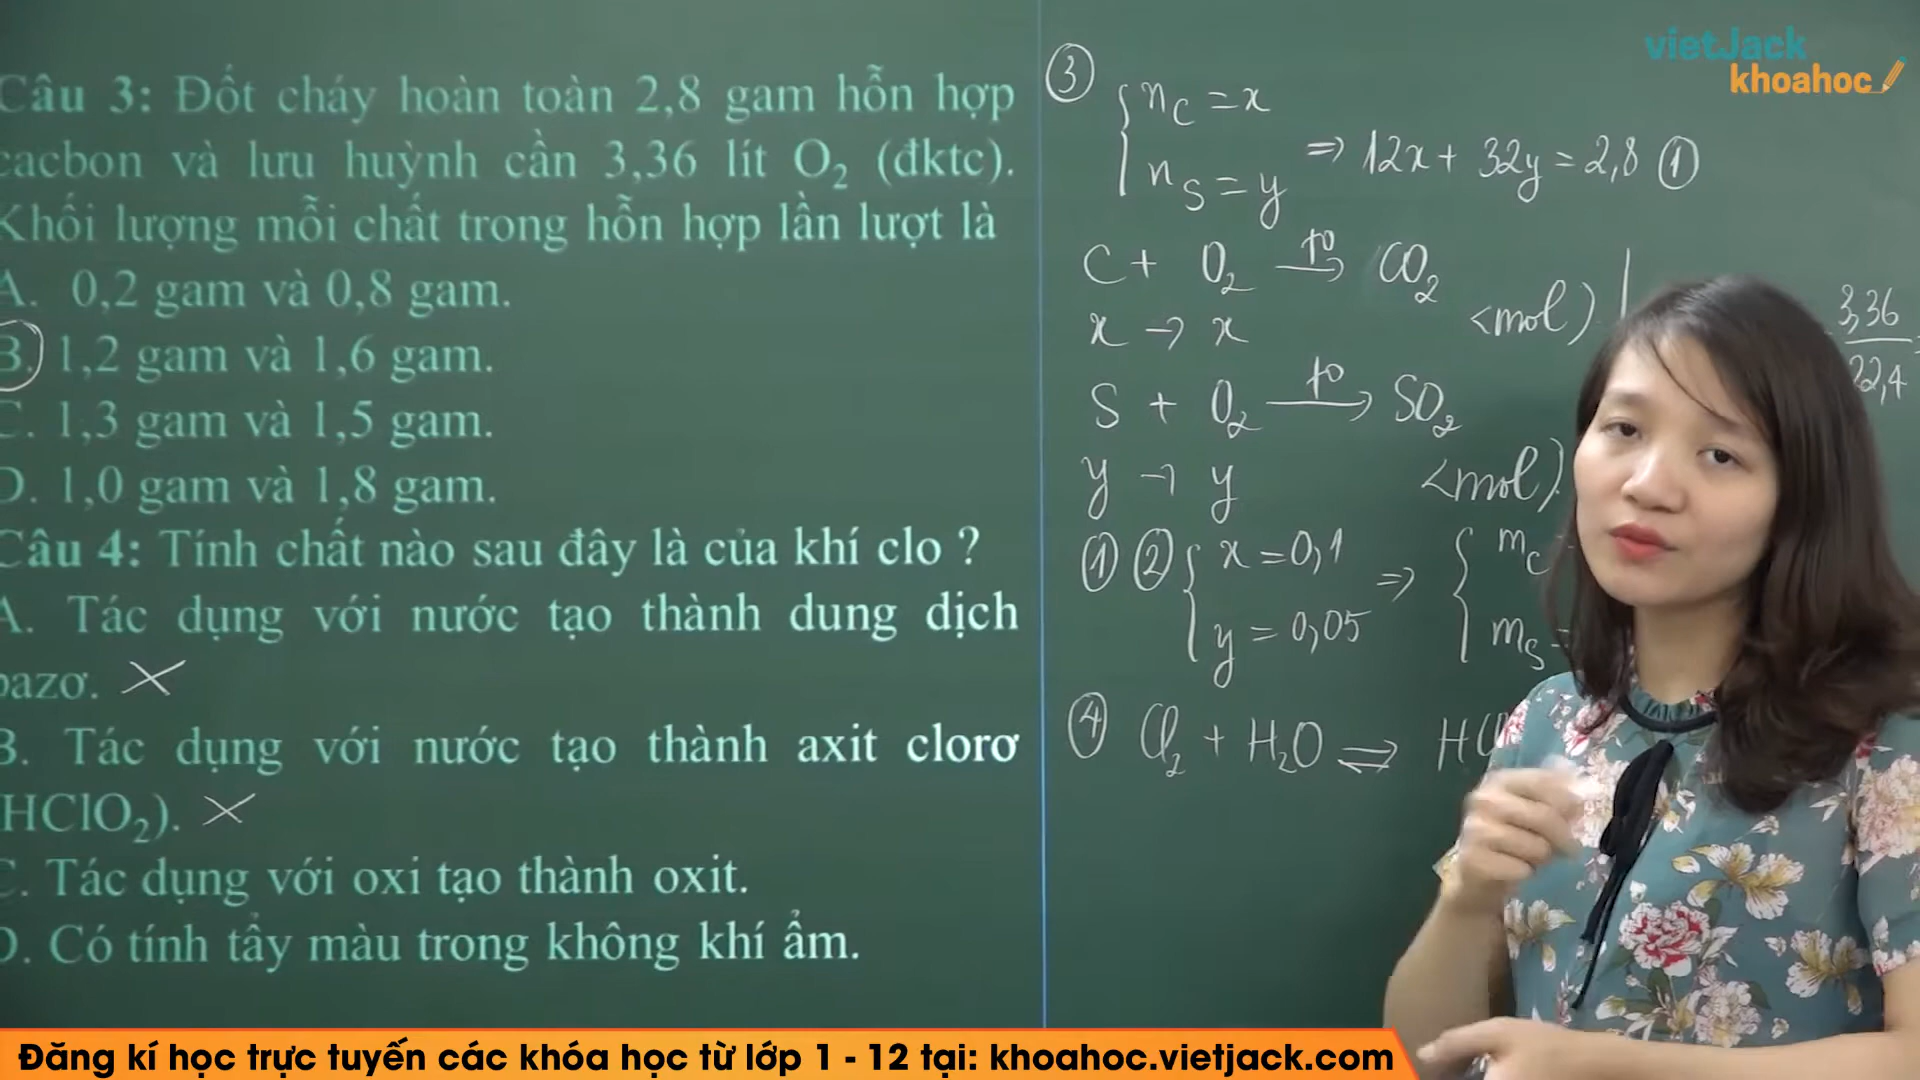 Câu 3: Đốt cháy hoàn toàn 2,8 gam hỗn hợp
cacbon và lưu huỳnh cần 3,36 lít O₂ (đktc).
Khối lượng mỗi chất trong hỗn hợp lần lượt là
A. 0,2 gam và 0,8 gam.
B. 1,2 gam và 1,6 gam.
C. 1,3 gam và 1,5 gam.
D. 1,0 gam và 1,8 gam.
Câu 4: Tính chất nào sau đây là của khí clo ?
A. Tác dụng với nước tạo thành dung dịch
bazơ.
B. Tác dụng với nước tạo thành axit clorơ
(HClO₂).
C. Tác dụng với oxi tạo thành oxit.
D. Có tính tẩy màu trong không khí ẩm.
③ { n_C = x
n_S = y ⇒ 12x + 32y = 2,8 ①
C + O₂ →(t⁰) CO₂
x → x <mol)
3,36
22,4
S + O₂ →(t⁰) SO₂
y → y <mol)
① ② { x = 0,1 ⇒ { m_C
y = 0,05 m_S =
④ Cl₂ + H₂O ⇌ HCl
vietJack
khoahoc
Đăng kí học trực tuyến các khóa học từ lớp 1 - 12 tại: khoahoc.vietjack.com